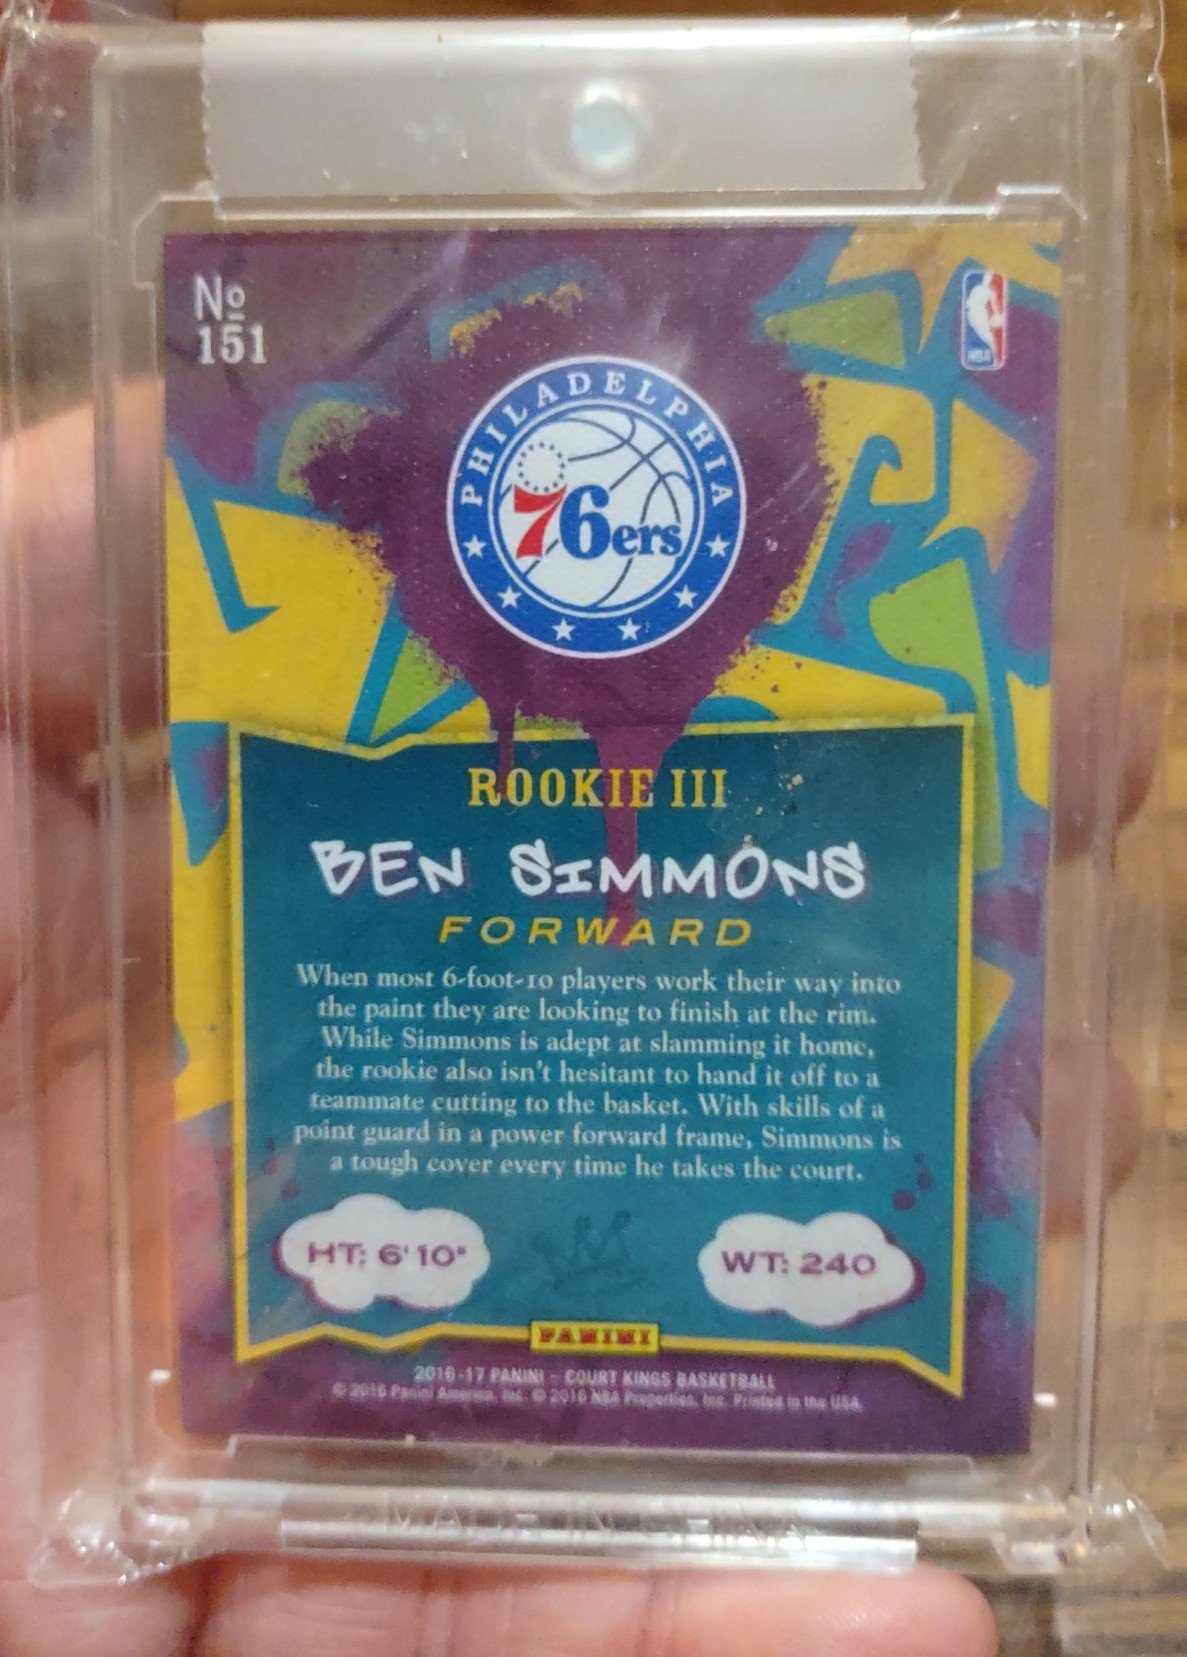 No
151
NBA
PHILADELPHIA
76ers
ROOKIE III
BEN SIMMONS
FORWARD
When most 6-foot-10 players work their way into
the paint they are looking to finish at the rim.
While Simmons is adept at slamming it home,
the rookie also isn't hesitant to hand it off to a
teammate cutting to the basket. With skills of a
point guard in a power forward frame, Simmons is
a tough cover every time he takes the court.
HT: 6'10"
WT: 240
PANINI
2016-17 PANINI - COURT KINGS BASKETBALL
© 2016 Panini America, Inc. © 2016 NBA Properties, Inc. Printed in the USA.
MADE IN CHINA